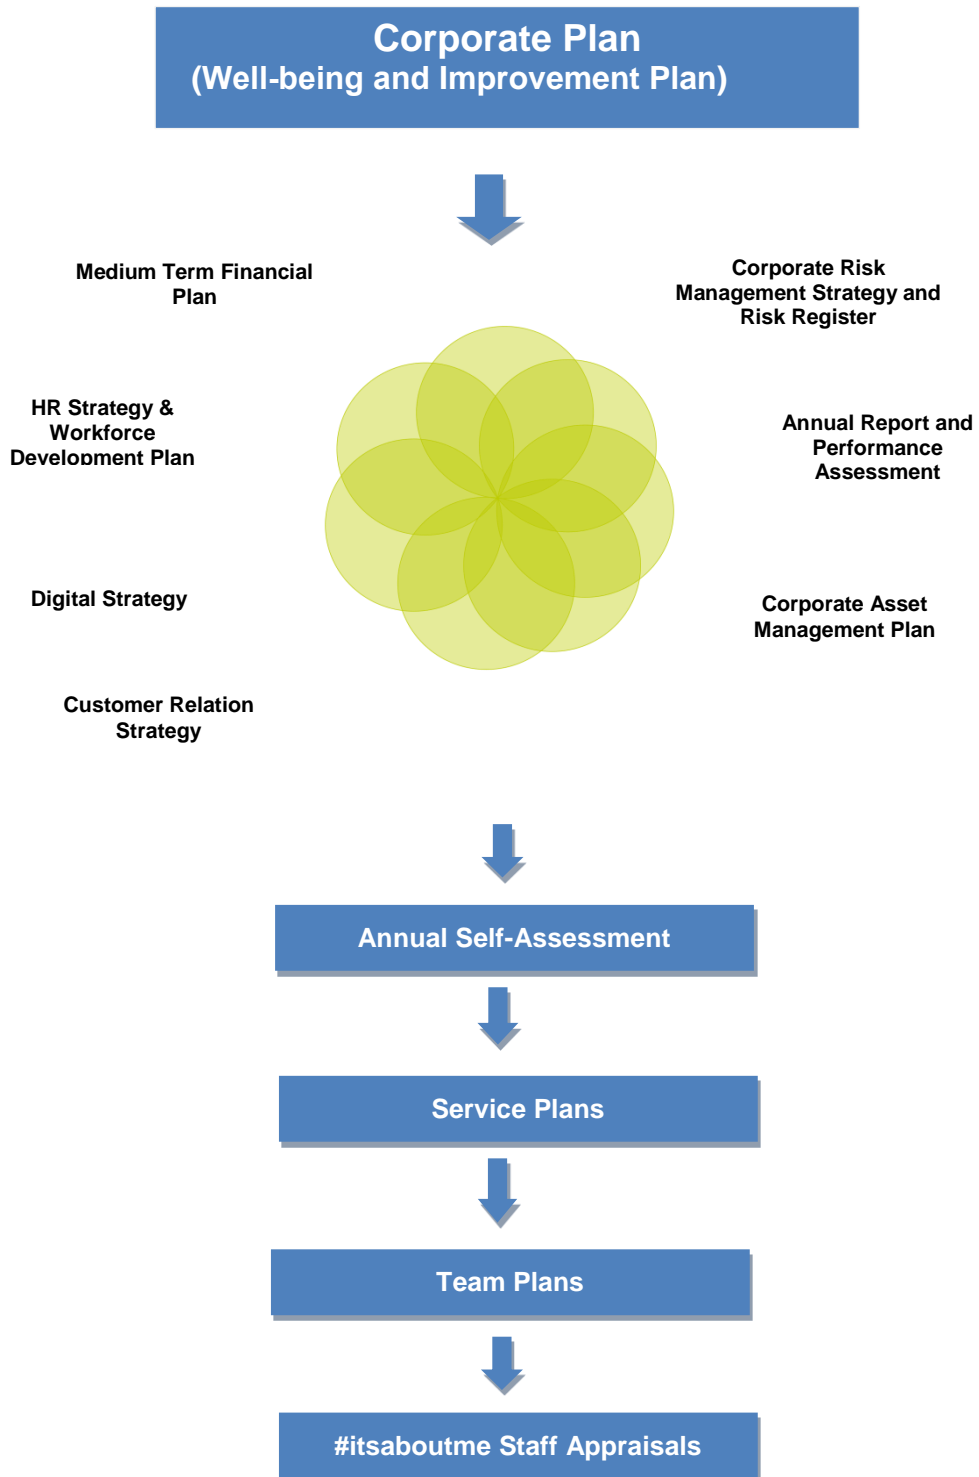 Corporate Plan
(Well-being and Improvement Plan)
Medium Term Financial
Plan
Corporate Risk
Management Strategy and
Risk Register
HR Strategy &
Workforce
Development Plan
Annual Report and
Performance
Assessment
Digital Strategy
Corporate Asset
Management Plan
Customer Relation
Strategy
Annual Self-Assessment
Service Plans
Team Plans
#itsaboutme Staff Appraisals